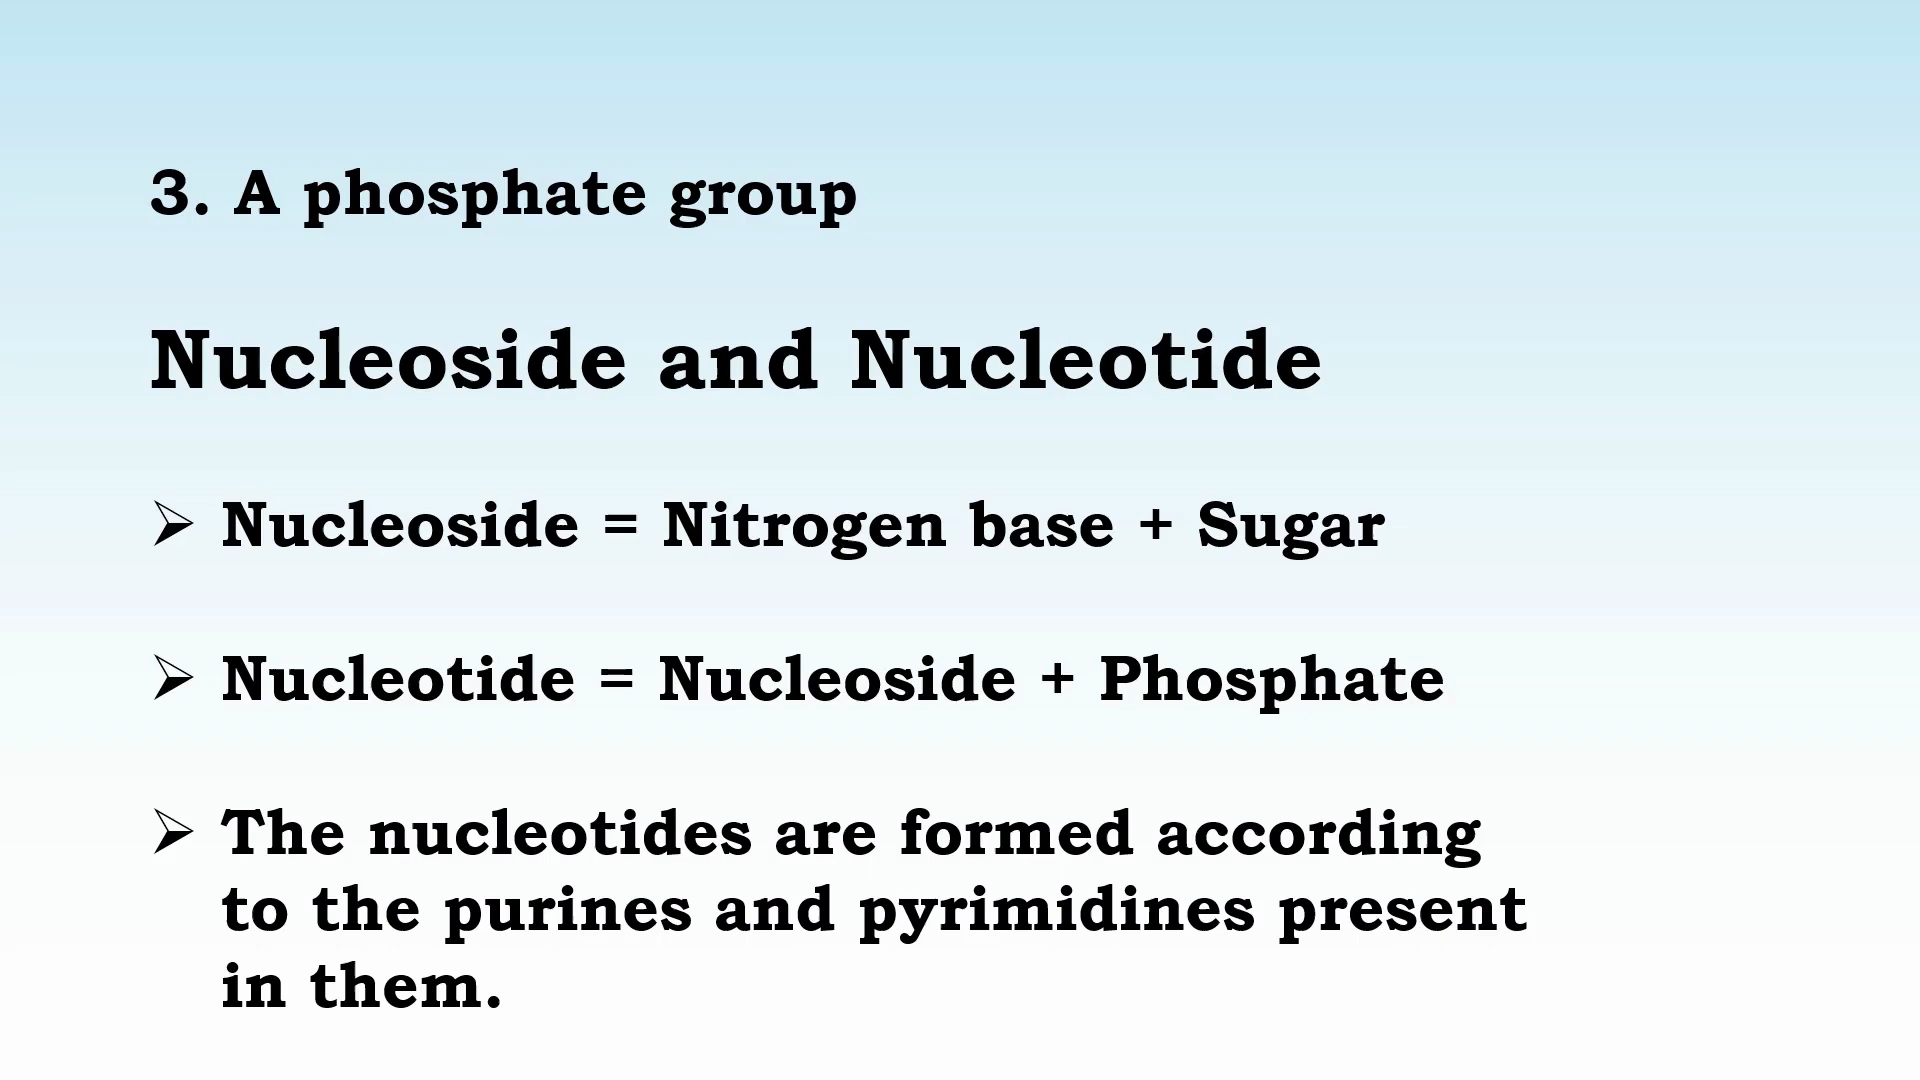 3. A phosphate group
Nucleoside and Nucleotide
➢ Nucleoside = Nitrogen base + Sugar
➢ Nucleotide = Nucleoside + Phosphate
➢ The nucleotides are formed according
to the purines and pyrimidines present
in them.